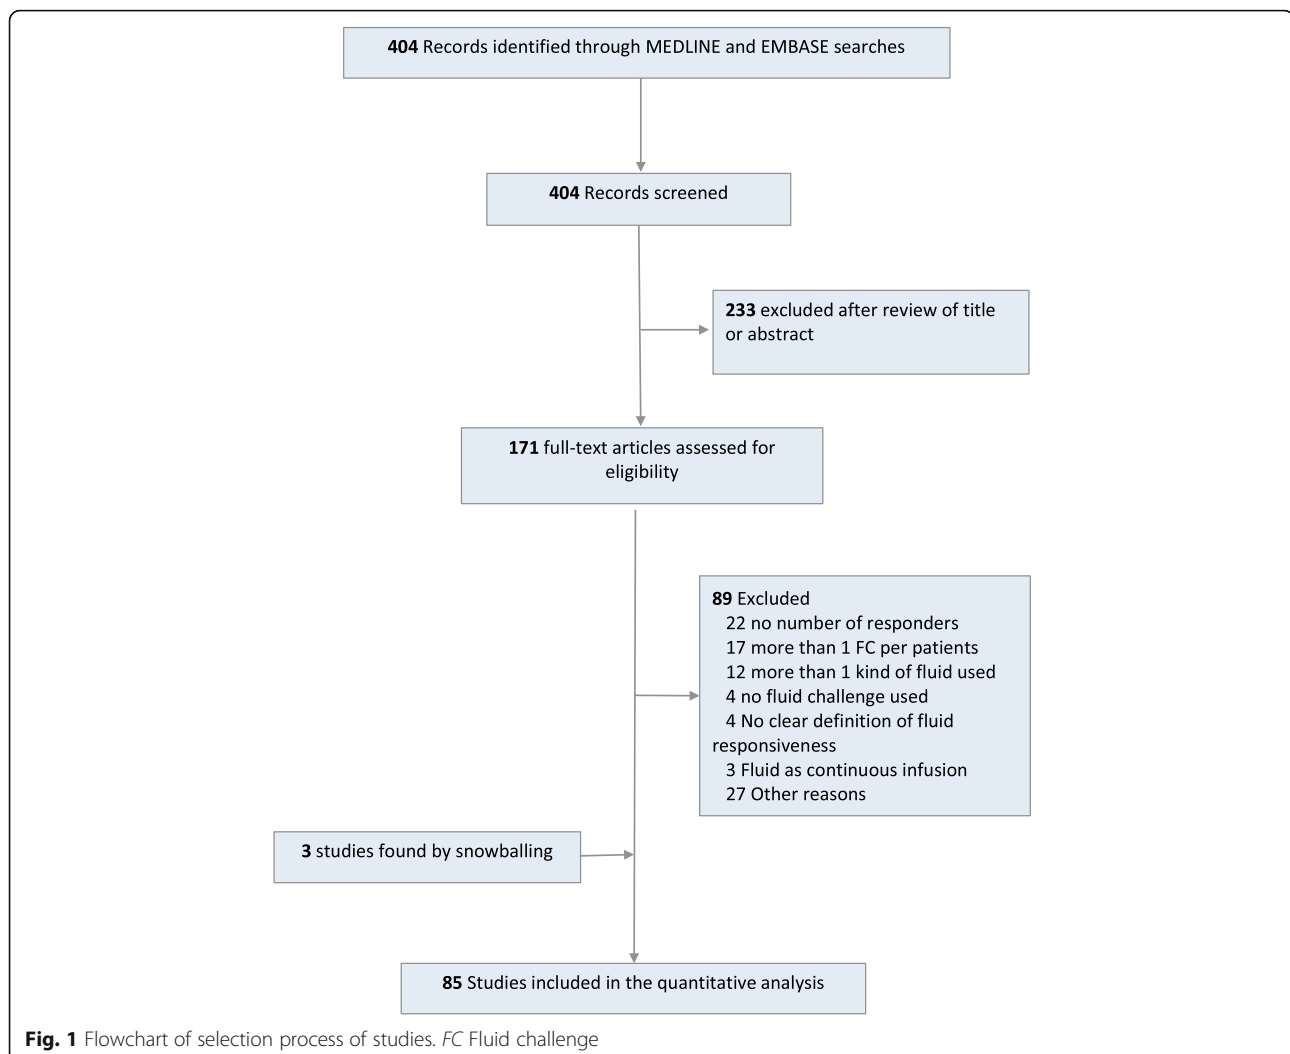 404 Records identified through MEDLINE and EMBASE searches
404 Records screened
233 excluded after review of title
or abstract
171 full-text articles assessed for
eligibility
89 Excluded
22 no number of responders
17 more than 1 FC per patients
12 more than 1 kind of fluid used
4 no fluid challenge used
4 No clear definition of fluid
responsiveness
3 Fluid as continuous infusion
27 Other reasons
3 studies found by snowballing
85 Studies included in the quantitative analysis
Fig. 1 Flowchart of selection process of studies. FC Fluid challenge